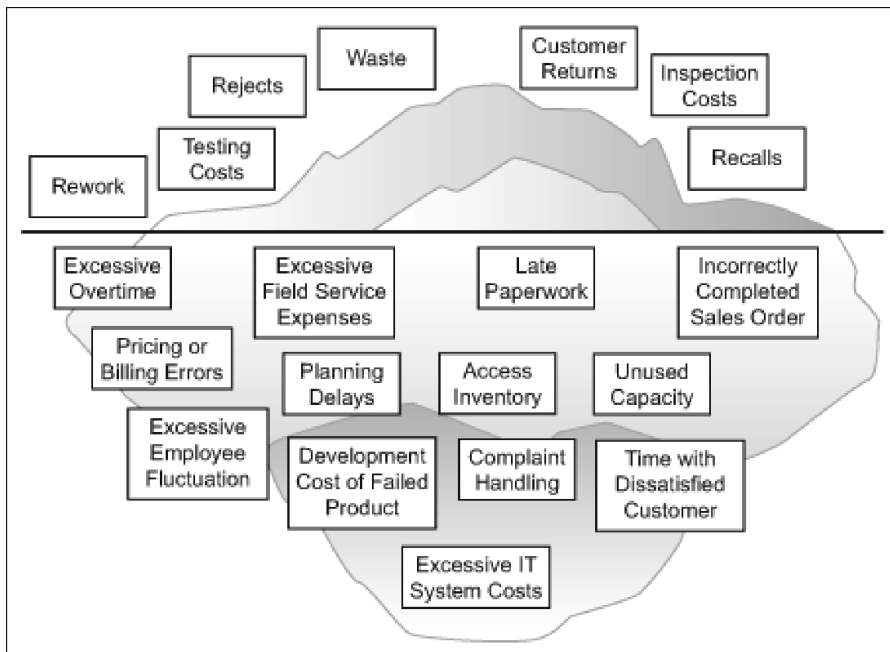 Waste
Customer
Returns
Rejects
Inspection
Costs
Testing
Costs
Recalls
Rework
Excessive
Overtime
Excessive
Field Service
Expenses
Late
Paperwork
Incorrectly
Completed
Sales Order
Pricing or
Billing Errors
Planning
Delays
Access
Inventory
Unused
Capacity
Excessive
Employee
Fluctuation
Development
Cost of Failed
Product
Complaint
Handling
Time with
Dissatisfied
Customer
Excessive IT
System Costs